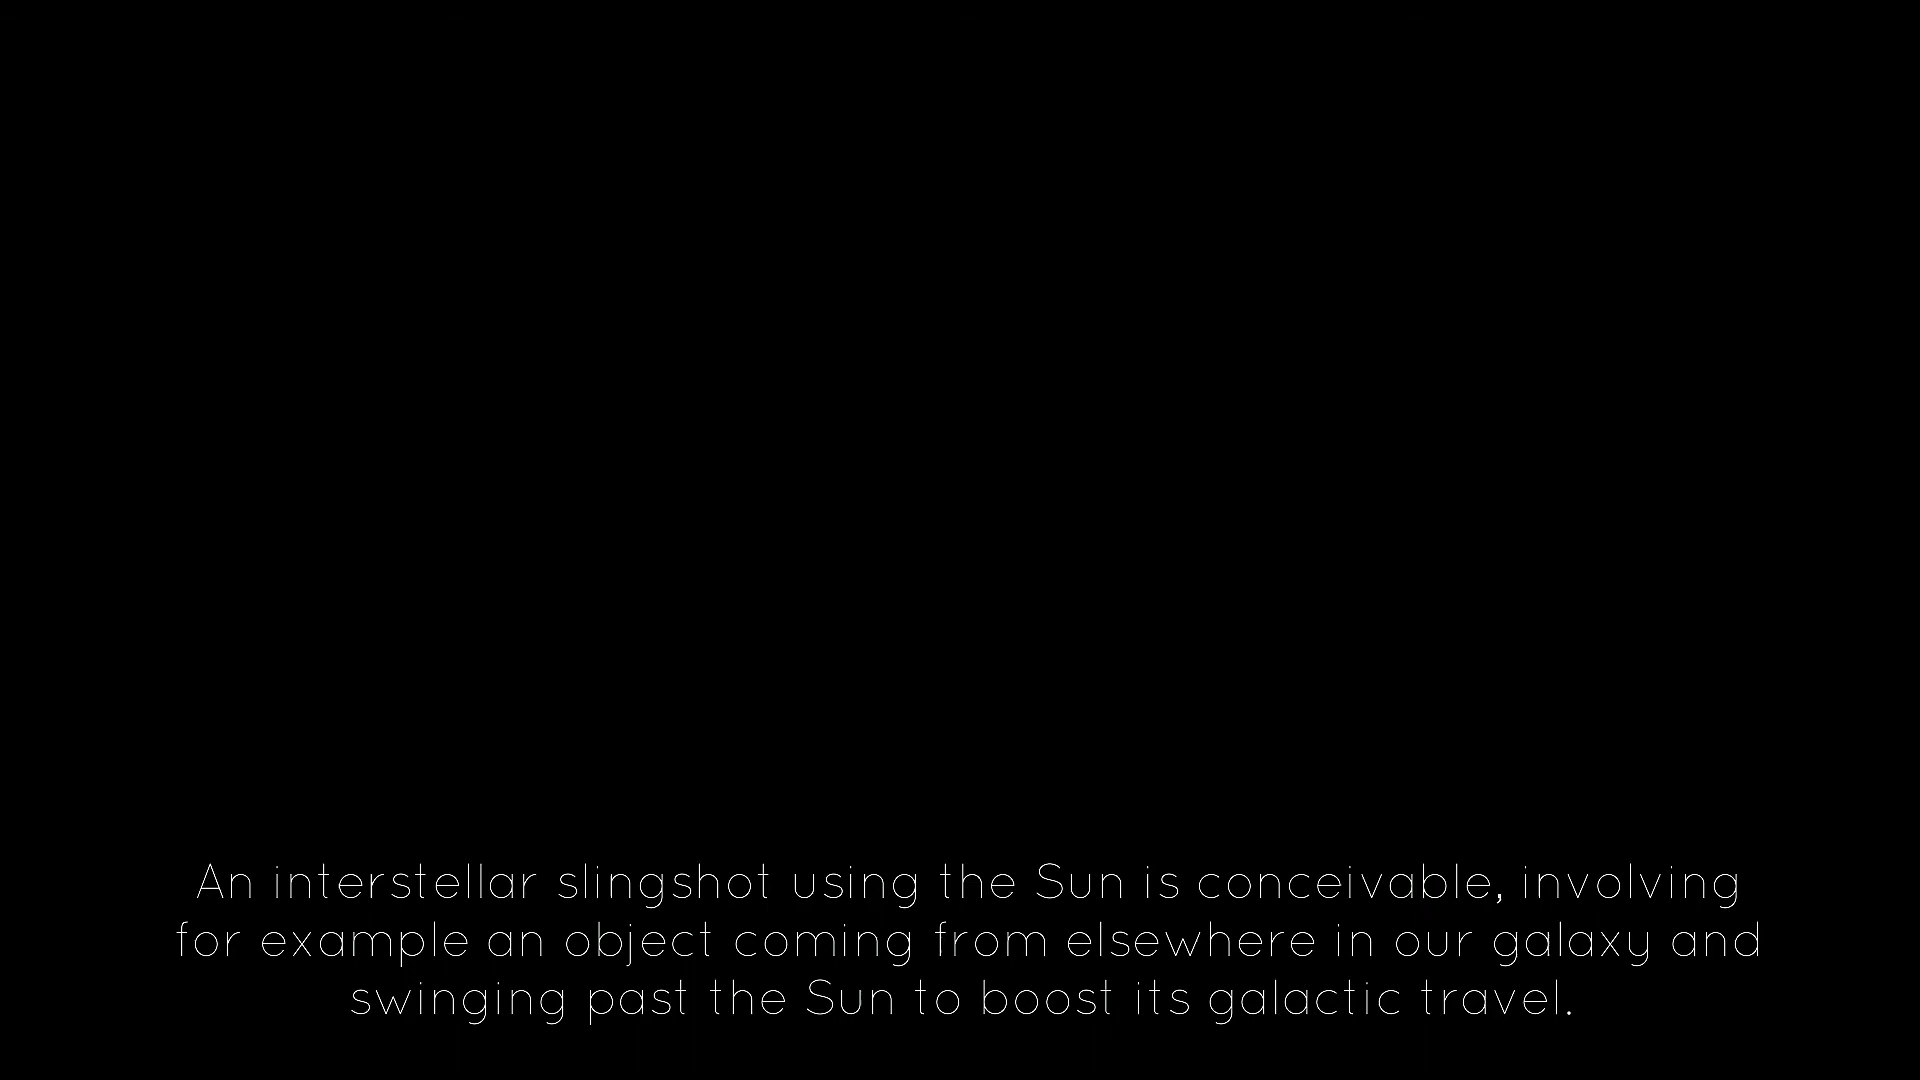 An interstellar slingshot using the Sun is conceivable, involving
for example an object coming from elsewhere in our galaxy and
swinging past the Sun to boost its galactic travel.